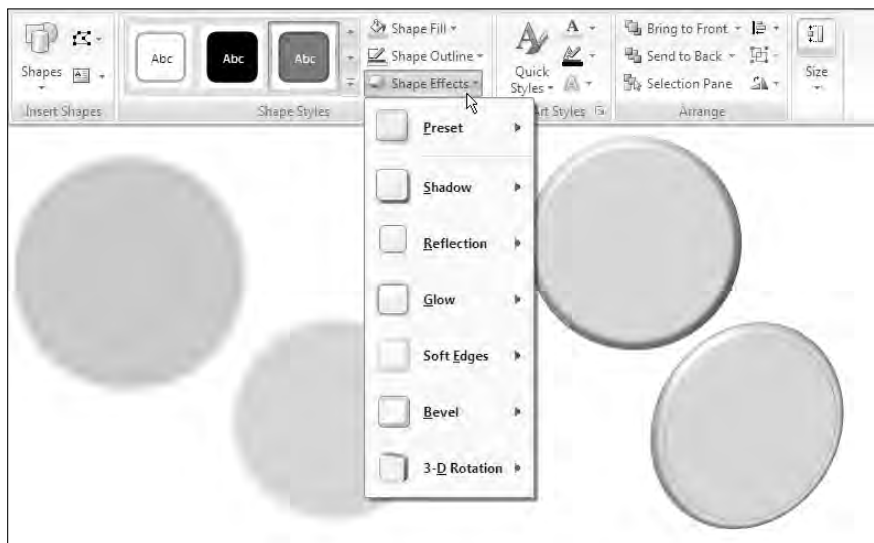 Shapes
Insert Shapes
Abc Abc Abc
Shape Styles
Shape Fill
Shape Outline
Shape Effects
Quick
Styles
Art Styles
A
A
Bring to Front
Send to Back
Selection Pane
Arrange
Size
Preset
Shadow
Reflection
Glow
Soft Edges
Bevel
3-D Rotation